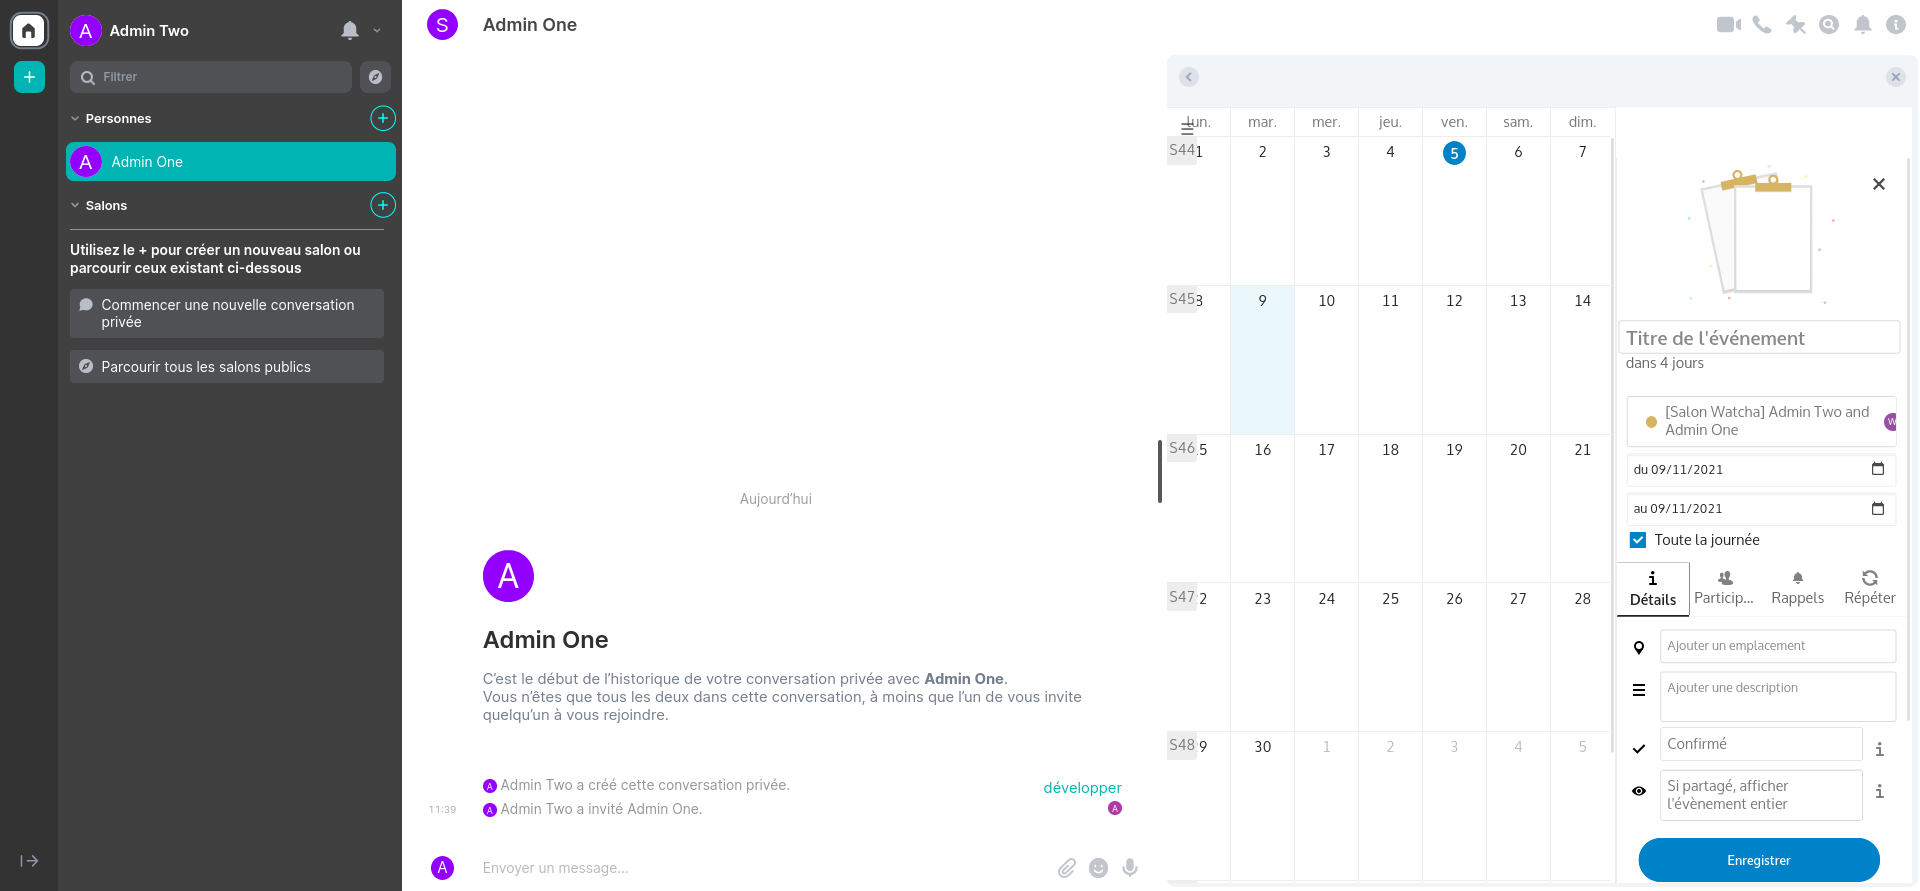 A Admin Two
Filtrer
Personnes
A Admin One
Salons
Utilisez le + pour créer un nouveau salon ou
parcourir ceux existant ci-dessous
Commencer une nouvelle conversation
privée
Parcourir tous les salons publics
S Admin One
Aujourd'hui
A
Admin One
C'est le début de l'historique de votre conversation privée avec Admin One.
Vous n'êtes que tous les deux dans cette conversation, à moins que l'un de vous invite
quelqu'un à vous rejoindre.
A Admin Two a créé cette conversation privée.
développer
11:39 A Admin Two a invité Admin One. A
A Envoyer un message...
lun. mar. mer. jeu. ven. sam. dim.
S44 1 2 3 4 5 6 7
S45 8 9 10 11 12 13 14
S46 5 16 17 18 19 20 21
S47 2 23 24 25 26 27 28
S48 9 30 1 2 3 4 5
Titre de l'événement
dans 4 jours
[Salon Watcha] Admin Two and
Admin One
W
du 09/11/2021
au 09/11/2021
Toute la journée
Détails Particip... Rappels Répéter
Ajouter un emplacement
Ajouter une description
Confirmé
Si partagé, afficher
l'évènement entier
Enregistrer